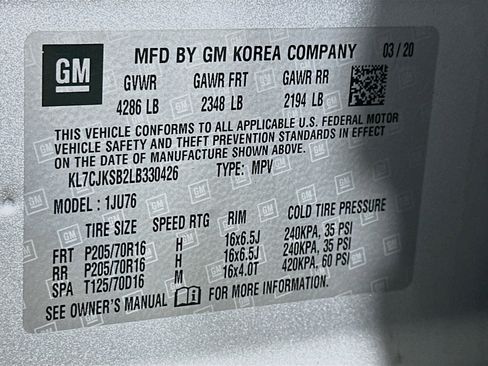 GM
MFD BY GM KOREA COMPANY 03/20
GVWR GAWR FRT GAWR RR
4286 LB 2348 LB 2194 LB
THIS VEHICLE CONFORMS TO ALL APPLICABLE U.S. FEDERAL MOTOR
VEHICLE SAFETY AND THEFT PREVENTION STANDARDS IN EFFECT
ON THE DATE OF MANUFACTURE SHOWN ABOVE.
KL7CJKSB2LB330426 TYPE: MPV
MODEL : 1JU76
TIRE SIZE SPEED RTG RIM COLD TIRE PRESSURE
FRT P205/70R16 H 16x6.5J 240KPA, 35 PSI
RR P205/70R16 H 16x6.5J 240KPA, 35 PSI
SPA T125/70D16 M 16x4.0T 420KPA, 60 PSI
SEE OWNER'S MANUAL FOR MORE INFORMATION.